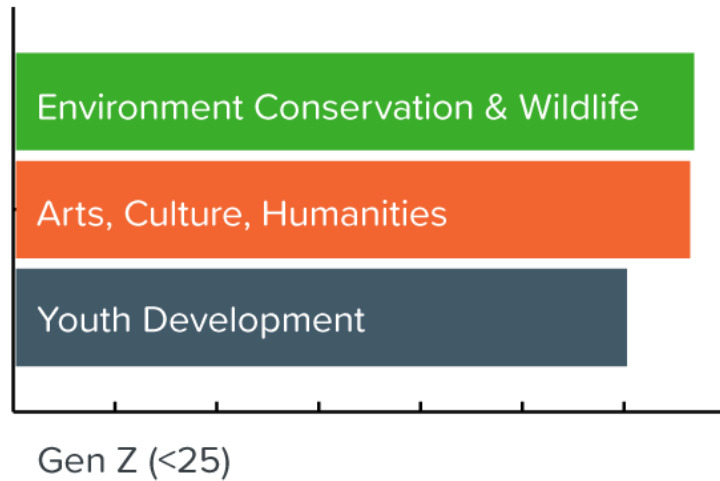 Environment Conservation & Wildlife
Arts, Culture, Humanities
Youth Development
Gen Z (<25)